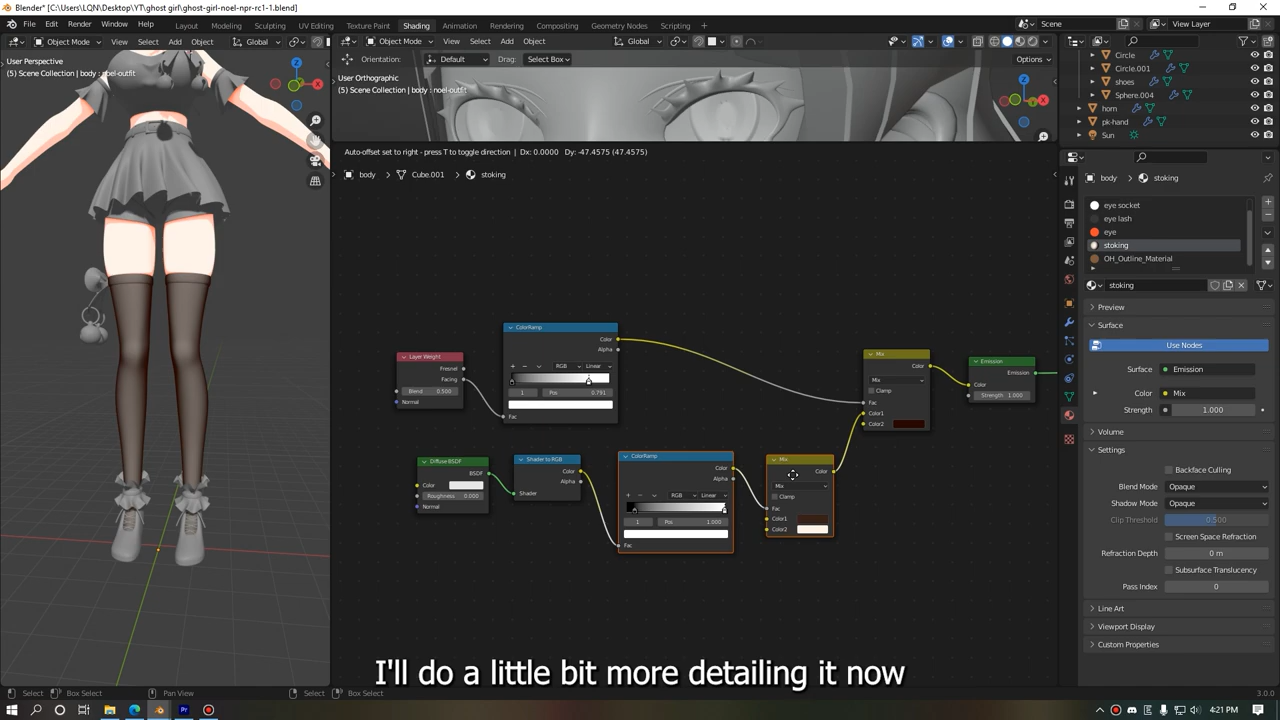 Blender* [C:\Users\LQN\Desktop\YT\ghost girl\ghost-girl-noel-npr-rc1-1.blend]
File Edit Render Window Help Layout Modeling Sculpting UV Editing Texture Paint Shading Animation Rendering Compositing Geometry Nodes Scripting Scene View Layer
Object Mode View Select Add Object Global Object Mode View Select Add Object Global
Orientation: Default Drag: Select Box Options
User Perspective
(5) Scene Collection | body : noel-outfit
User Orthographic
(5) Scene Collection | body : noel-outfit
Z
X
Z
X
Circle
Circle.001
shoes
Sphere.004
horn
pk-hand
Sun
Auto-offset set to right - press T to toggle direction | Dx: 0.0000 Dy: -47.4575 (47.4575)
body Cube.001 stoking
Layer Weight
Fresnel
Facing
Blend 0.500
Normal
ColorRamp
Color
Alpha
RGB Linear
1 Pos 0.791
Fac
Diffuse BSDF
BSDF
Color
Roughness 0.000
Normal
Shader to RGB
Color
Alpha
Shader
ColorRamp
Color
Alpha
RGB Linear
1 Pos 1.000
Fac
Mix
Color
Mix
Clamp
Fac
Color1
Color2
Mix
Color
Mix
Clamp
Fac
Color1
Color2
Emission
Emission
Color
Strength 1.000
body stoking
eye socket
eye lash
eye
stoking
OH_Outline_Material
stoking
Preview
Surface
Use Nodes
Surface Emission
Color Mix
Strength 1.000
Volume
Settings
Backface Culling
Blend Mode Opaque
Shadow Mode Opaque
Clip Threshold 0.500
Screen Space Refraction
Refraction Depth 0 m
Subsurface Translucency
Pass Index 0
Line Art
Viewport Display
Custom Properties
I'll do a little bit more detailing it now
Select Box Select Pan View Select Box Select 3.0.0
4:21 PM